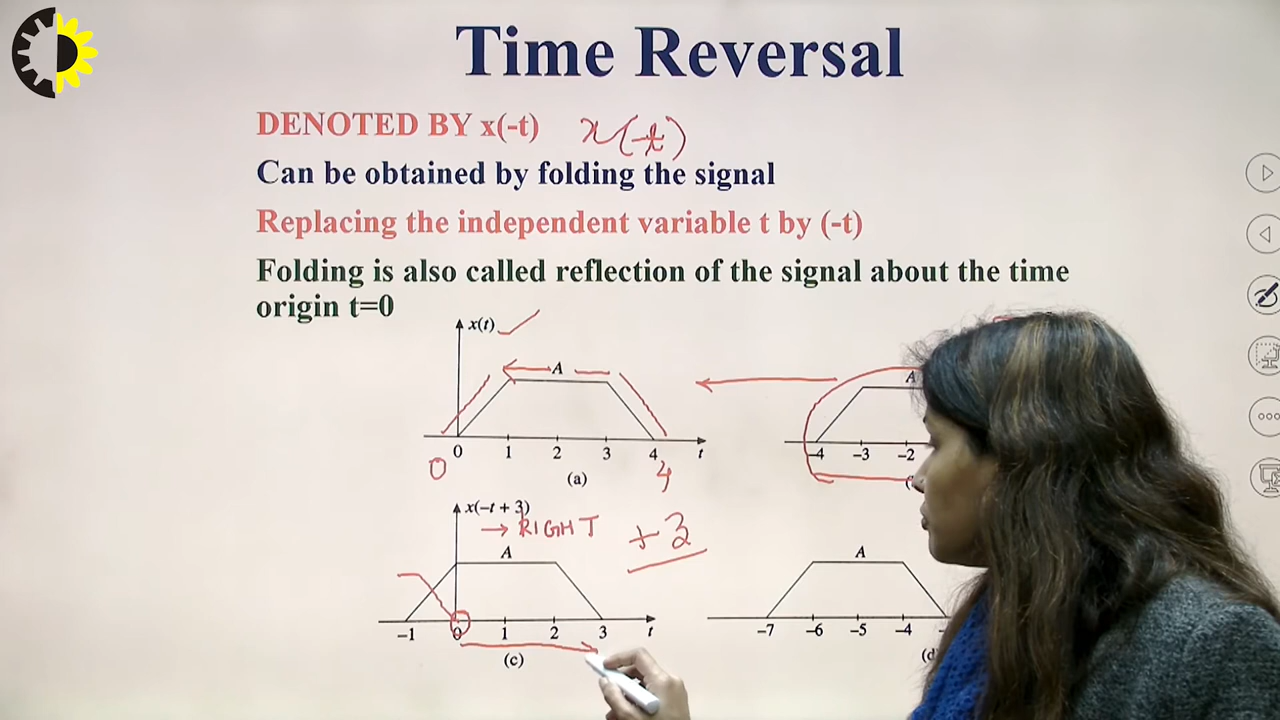 Time Reversal
DENOTED BY x(-t) x(-t)
Can be obtained by folding the signal
Replacing the independent variable t by (-t)
Folding is also called reflection of the signal about the time
origin t=0
x(t)
A
0 1 2 3 4 t
0 4
(a)
A
-4 -3 -2
x(-t + 3)
→ RIGHT +3
A
-1 0 1 2 3 t
(c)
A
-7 -6 -5 -4
(d